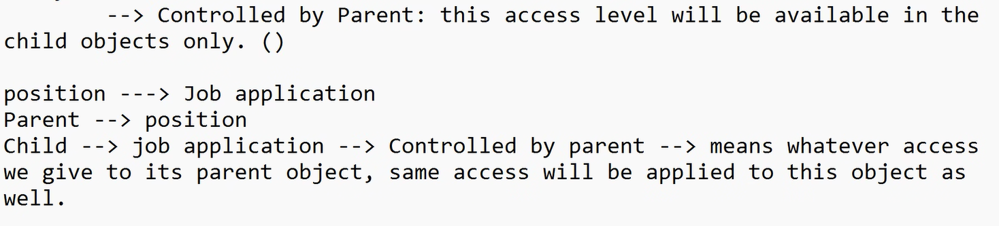 --> Controlled by Parent: this access level will be available in the
child objects only. ()
position ---> Job application
Parent --> position
Child --> job application --> Controlled by parent --> means whatever access
we give to its parent object, same access will be applied to this object as
well.